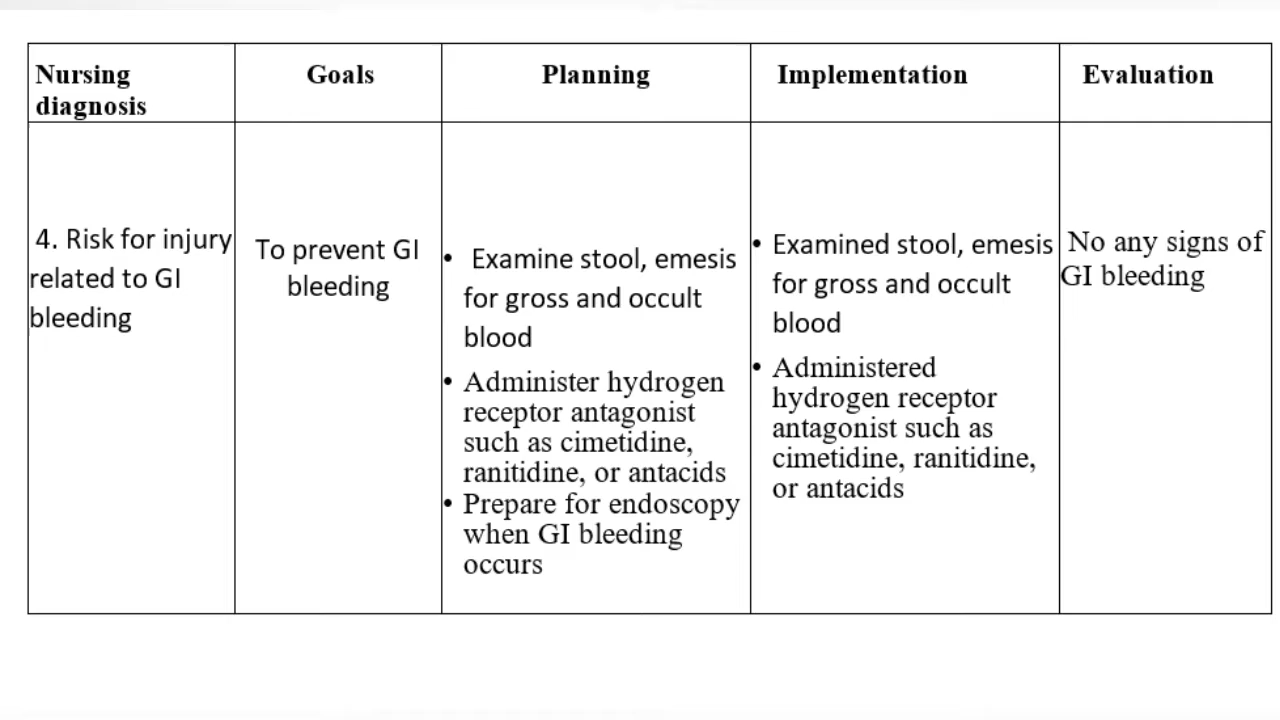 Nursing
diagnosis
Goals
Planning
Implementation
Evaluation
4. Risk for injury
related to GI
bleeding
To prevent GI
bleeding
• Examine stool, emesis
for gross and occult
blood
• Administer hydrogen
receptor antagonist
such as cimetidine,
ranitidine, or antacids
• Prepare for endoscopy
when GI bleeding
occurs
• Examined stool, emesis
for gross and occult
blood
• Administered
hydrogen receptor
antagonist such as
cimetidine, ranitidine,
or antacids
No any signs of
GI bleeding